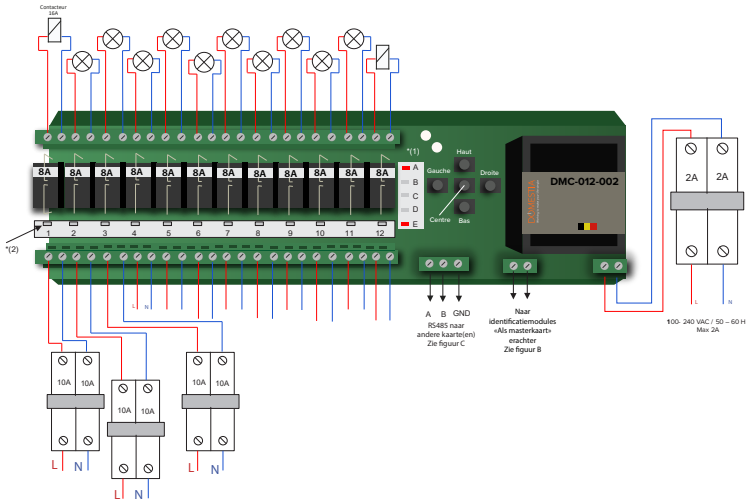 Contacteur
16A
8A 8A 8A 8A 8A 8A 8A 8A 8A 8A 8A 8A
1 2 3 4 5 6 7 8 9 10 11 12
*(2)
*(1)
A
B
C
D
E
Haut
Gauche
Droite
Centre
Bas
DOMESTIA
DMC-012-002
2A 2A
L N
100- 240 VAC / 50 – 60 H
Max 2A
L N
A B GND
RS485 naar
andere kaarte(en)
Zie figuur C
Naar
identificatiemodules
«Als masterkaart»
erachter
Zie figuur B
10A 10A
L N
10A 10A
L N
10A 10A
L N